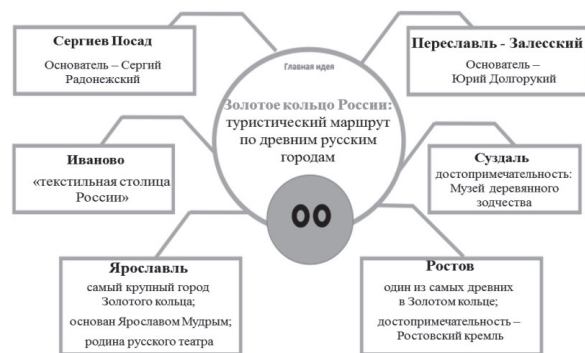 Сергиев Посад
Основатель – Сергий
Радонежский
Переславль - Залесский
Основатель –
Юрий Долгорукий
Главная идея
Золотое кольцо России:
туристический маршрут
по древним русским
городам
Иваново
«текстильная столица
России»
Суздаль
достопримечательность:
Музей деревянного
зодчества
Ярославль
самый крупный город
Золотого кольца;
основан Ярославом Мудрым;
родина русского театра
Ростов
один из самых древних
в Золотом кольце;
достопримечательность –
Ростовский кремль